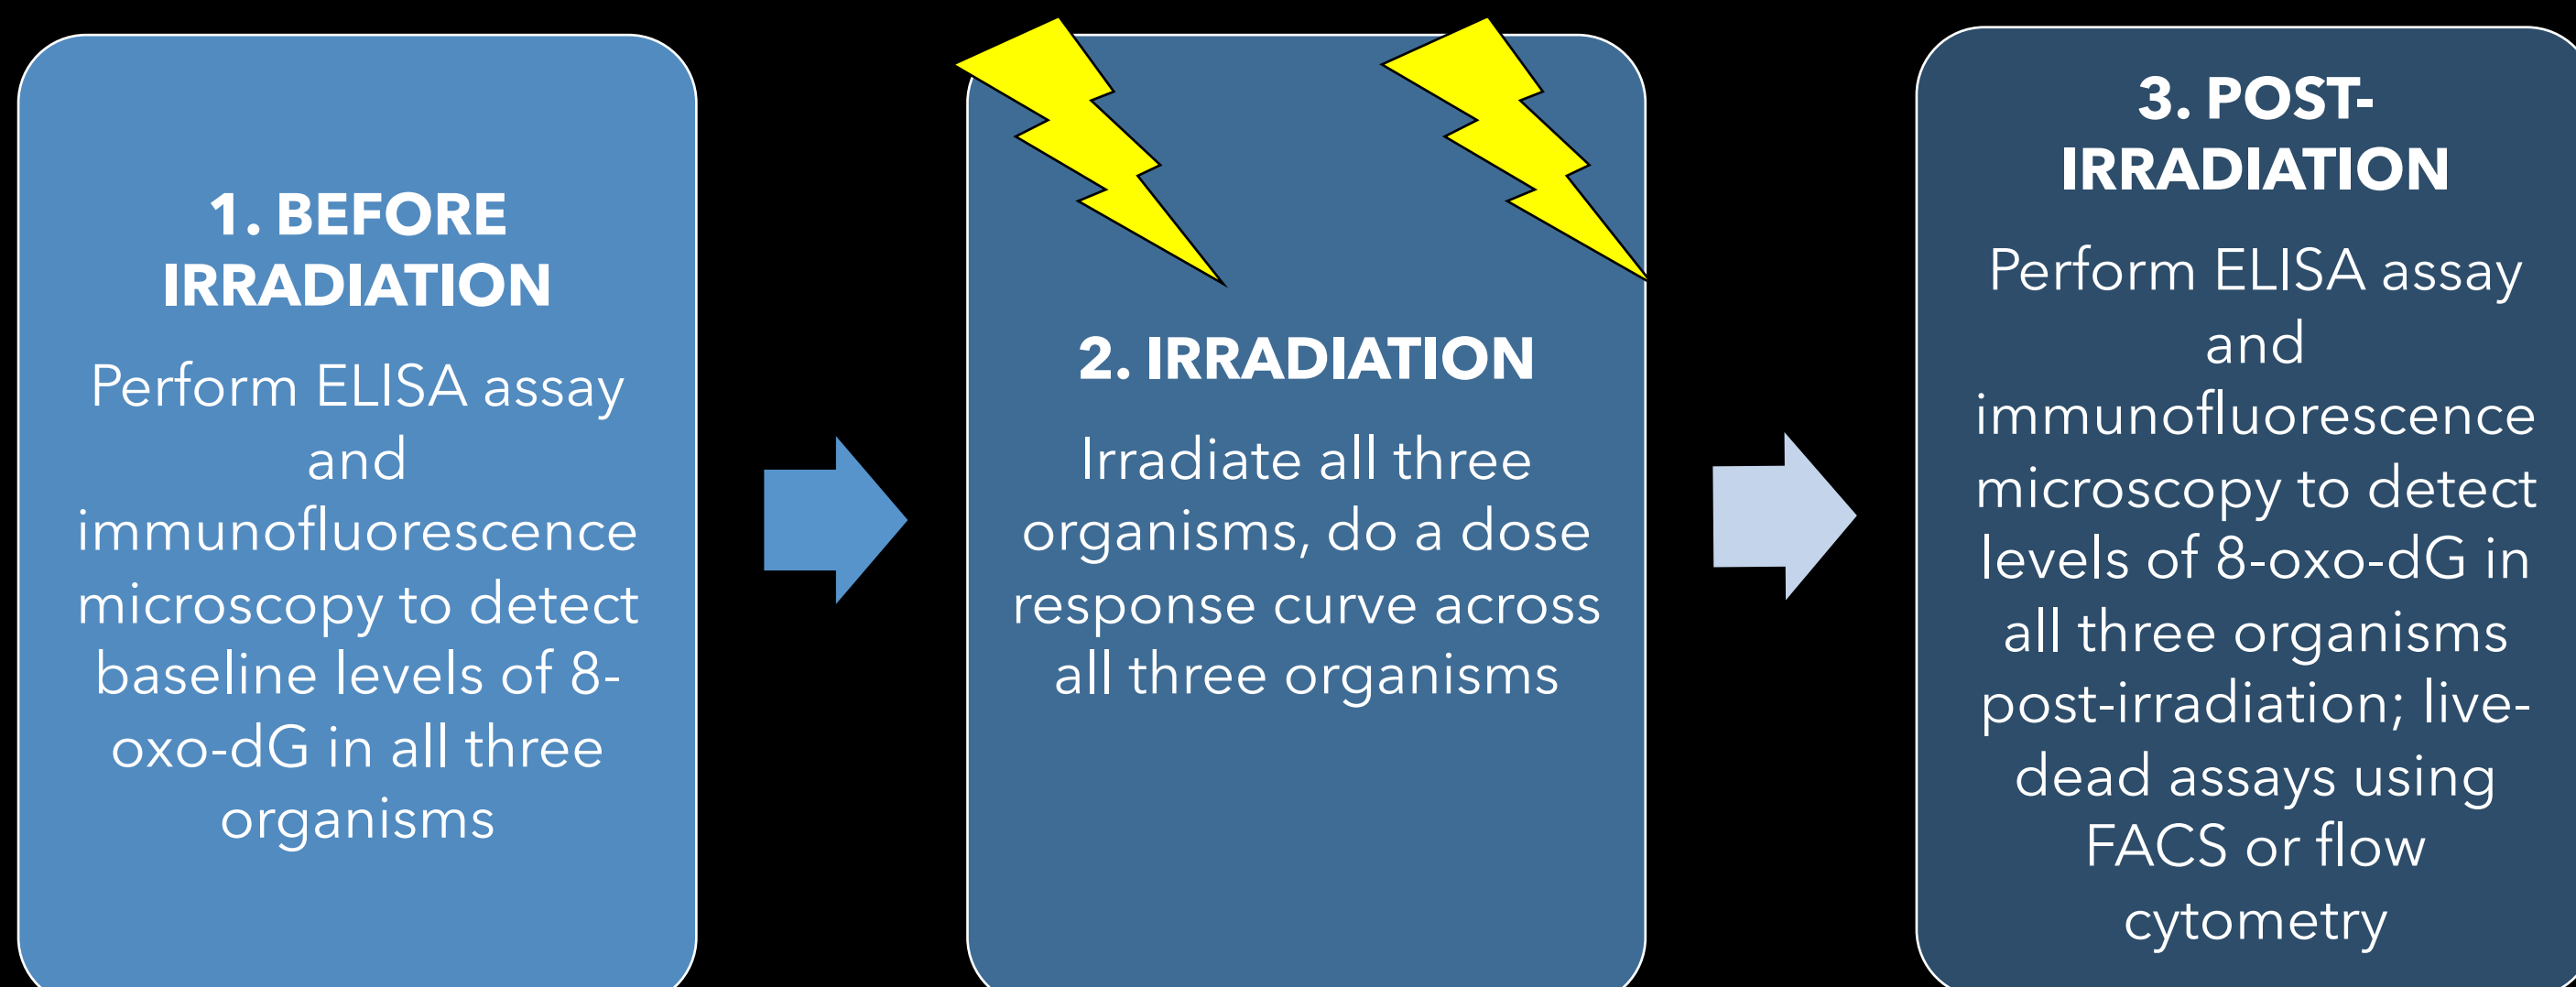 1. BEFORE
IRRADIATION
Perform ELISA assay
and
immunofluorescence
microscopy to detect
baseline levels of 8-
oxo-dG in all three
organisms
2. IRRADIATION
Irradiate all three
organisms, do a dose
response curve across
all three organisms
3. POST-
IRRADIATION
Perform ELISA assay
and
immunofluorescence
microscopy to detect
levels of 8-oxo-dG in
all three organisms
post-irradiation; live-
dead assays using
FACS or flow
cytometry